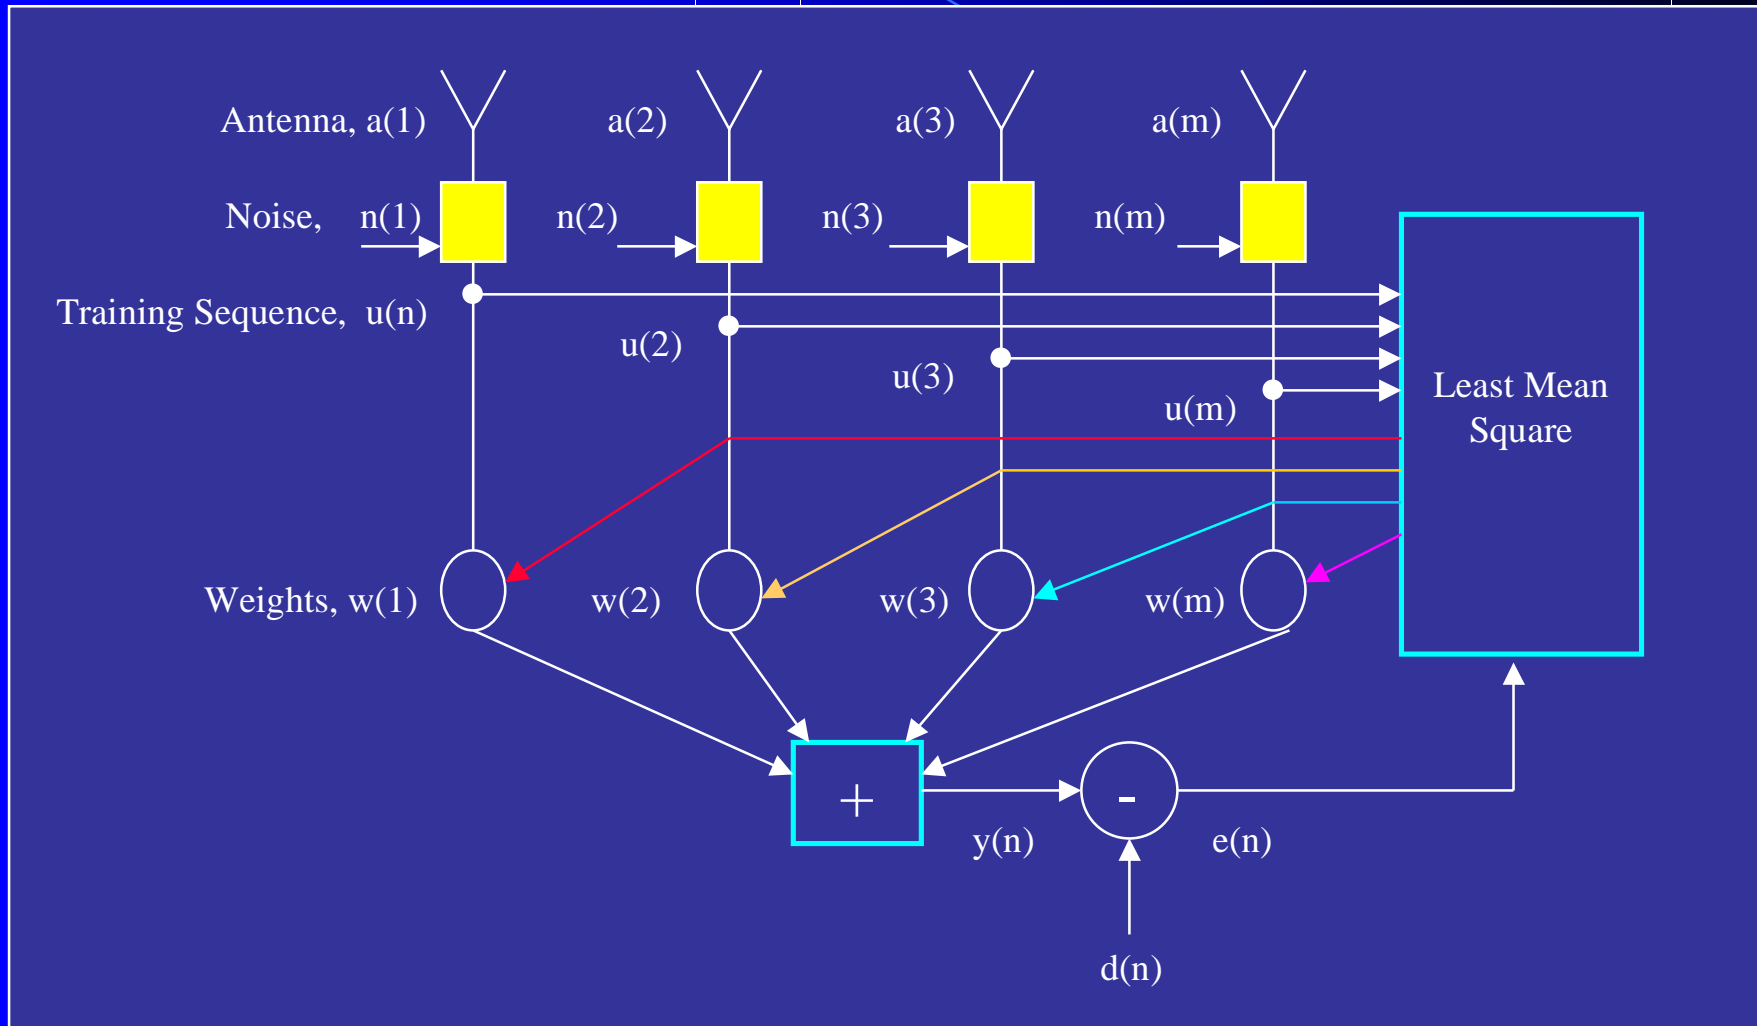 Antenna, a(1) a(2) a(3) a(m)
Noise, n(1) n(2) n(3) n(m)
Training Sequence, u(n)
u(2)
u(3)
u(m)
Least Mean
Square
Weights, w(1) w(2) w(3) w(m)
+ -
y(n) e(n)
d(n)